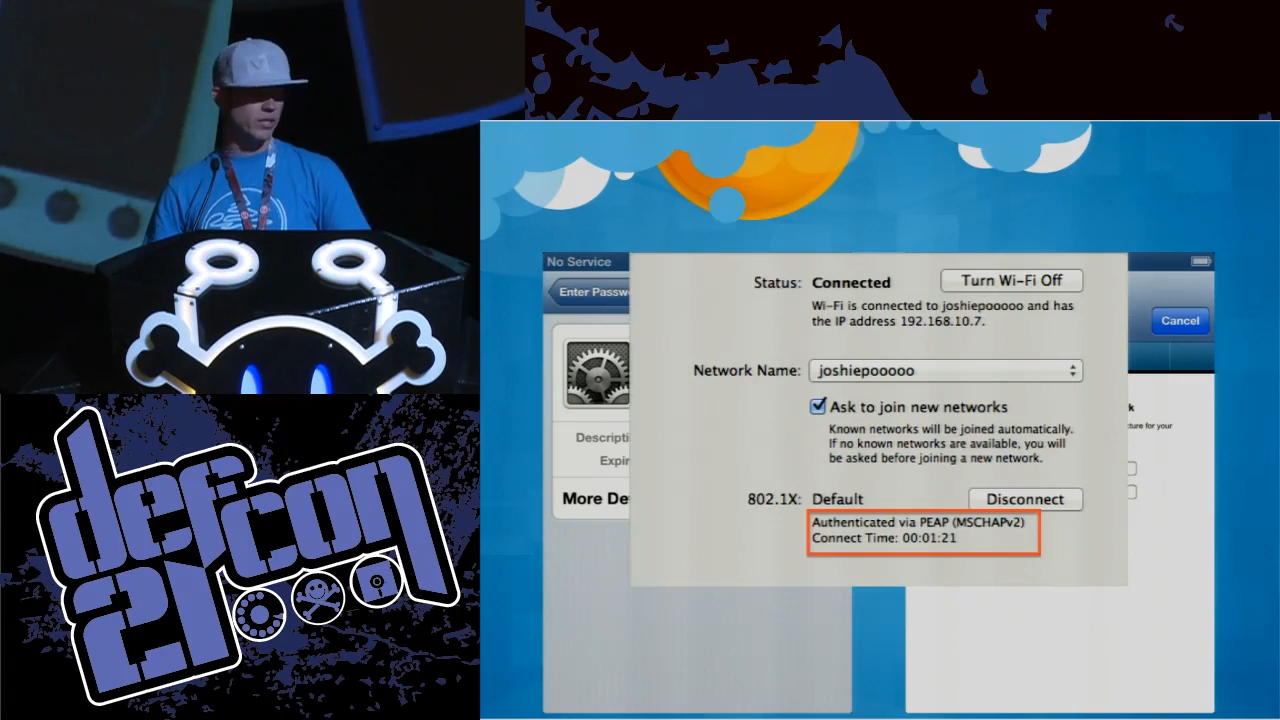 No Service
Enter Passw
Cancel
Status: Connected
Turn Wi-Fi Off
Wi-Fi is connected to joshiepooooo and has
the IP address 192.168.10.7.
Network Name: joshiepooooo
Ask to join new networks
Known networks will be joined automatically.
If no known networks are available, you will
be asked before joining a new network.
k
ture for your
Descripti
Expir
More De
802.1X: Default
Disconnect
Authenticated via PEAP (MSCHAPv2)
Connect Time: 00:01:21
defcon
21